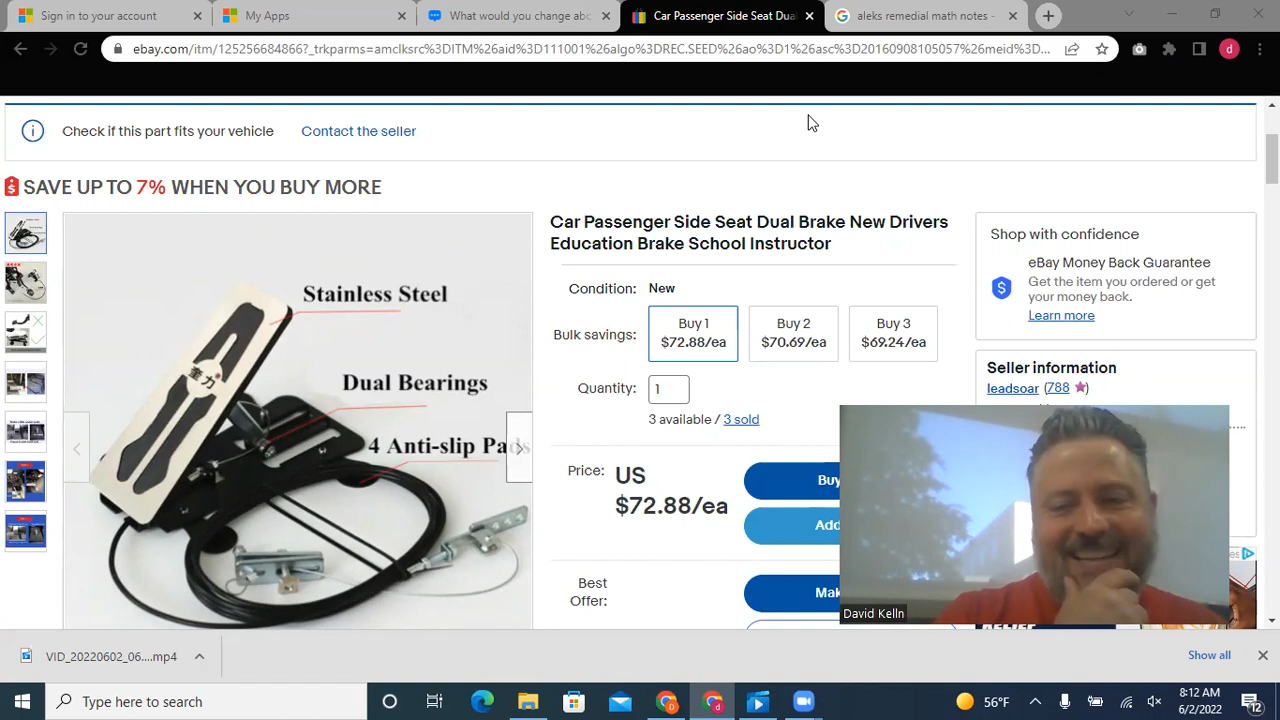 Sign in to your account
My Apps
What would you change abc
Car Passenger Side Seat Dual
aleks remedial math notes -
ebay.com/itm/125256684866?_trkparms=amclksrc%3DITM%26aid%3D111001%26algo%3DREC.SEED%26ao%3D1%26asc%3D20160908105057%26meid%3D...
d
Check if this part fits your vehicle Contact the seller
SAVE UP TO 7% WHEN YOU BUY MORE
Stainless Steel
Dual Bearings
4 Anti-slip Pads
奎力
Car Passenger Side Seat Dual Brake New Drivers
Education Brake School Instructor
Condition: New
Bulk savings:
Buy 1
$72.88/ea
Buy 2
$70.69/ea
Buy 3
$69.24/ea
Quantity: 1
3 available / 3 sold
Price: US
$72.88/ea
Buy
Add
Best
Offer:
Mak
Shop with confidence
eBay Money Back Guarantee
Get the item you ordered or get
your money back.
Learn more
Seller information
leadsoar (788)
David Kelln
VID_20220602_06....mp4
Show all
Type here to search
56°F
8:12 AM
6/2/2022
12